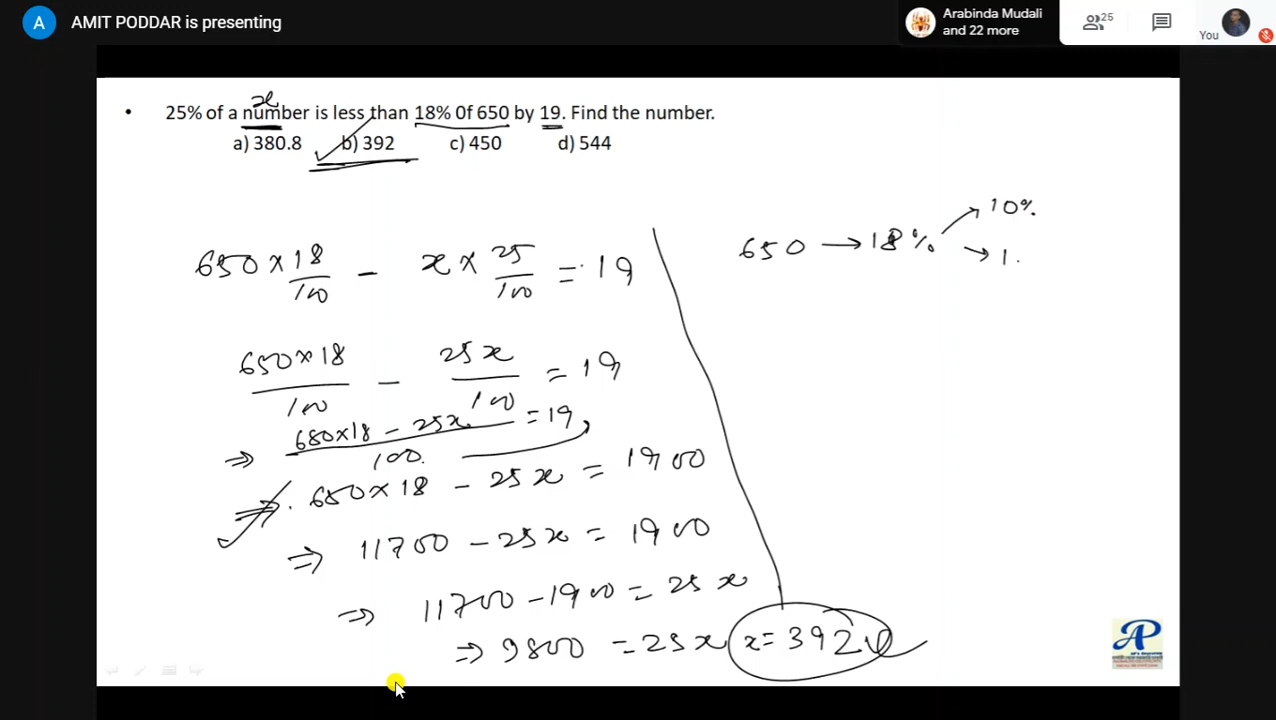 A AMIT PODDAR is presenting
Arabinda Mudali
and 22 more
25
You
x
• 25% of a number is less than 18% 0f 650 by 19. Find the number.
a) 380.8 b) 392 c) 450 d) 544
650 × 18/100 - x × 25/100 = 19
650 → 18% → 10%
→ 1.
650×18/100 - 25x/100 = 19
⇒ 650×18 - 25x/100. = 19
⇒ 650×18 - 25x = 1900
⇒ 11700 - 25x = 1900
⇒ 11700 - 1900 = 25x
⇒ 9800 = 25x x = 392
AP